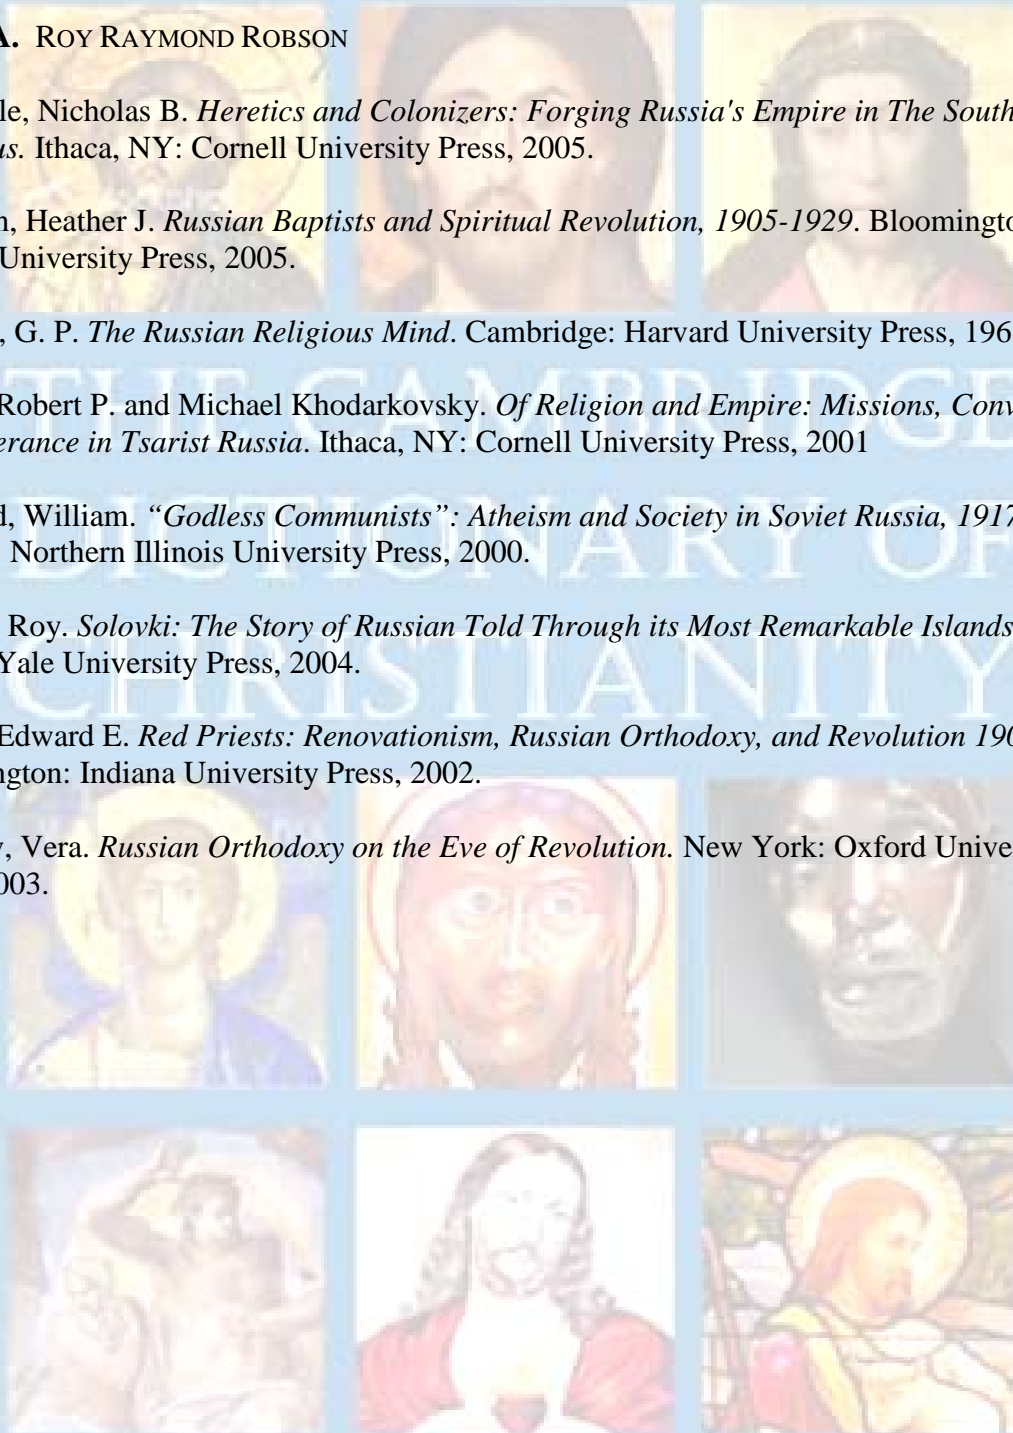 A. ROY RAYMOND ROBSON
le, Nicholas B. Heretics and Colonizers: Forging Russia's Empire in The South
us. Ithaca, NY: Cornell University Press, 2005.
n, Heather J. Russian Baptists and Spiritual Revolution, 1905-1929. Bloomingto
University Press, 2005.
, G. P. The Russian Religious Mind. Cambridge: Harvard University Press, 196
Robert P. and Michael Khodarkovsky. Of Religion and Empire: Missions, Conv
erance in Tsarist Russia. Ithaca, NY: Cornell University Press, 2001
THE CAMBRIDGE
d, William. “Godless Communists”: Atheism and Society in Soviet Russia, 1917
Northern Illinois University Press, 2000.
DICTIONARY OF
Roy. Solovki: The Story of Russian Told Through its Most Remarkable Islands
Yale University Press, 2004.
CHRISTIANITY
Edward E. Red Priests: Renovationism, Russian Orthodoxy, and Revolution 190
ngton: Indiana University Press, 2002.
y, Vera. Russian Orthodoxy on the Eve of Revolution. New York: Oxford Unive
003.